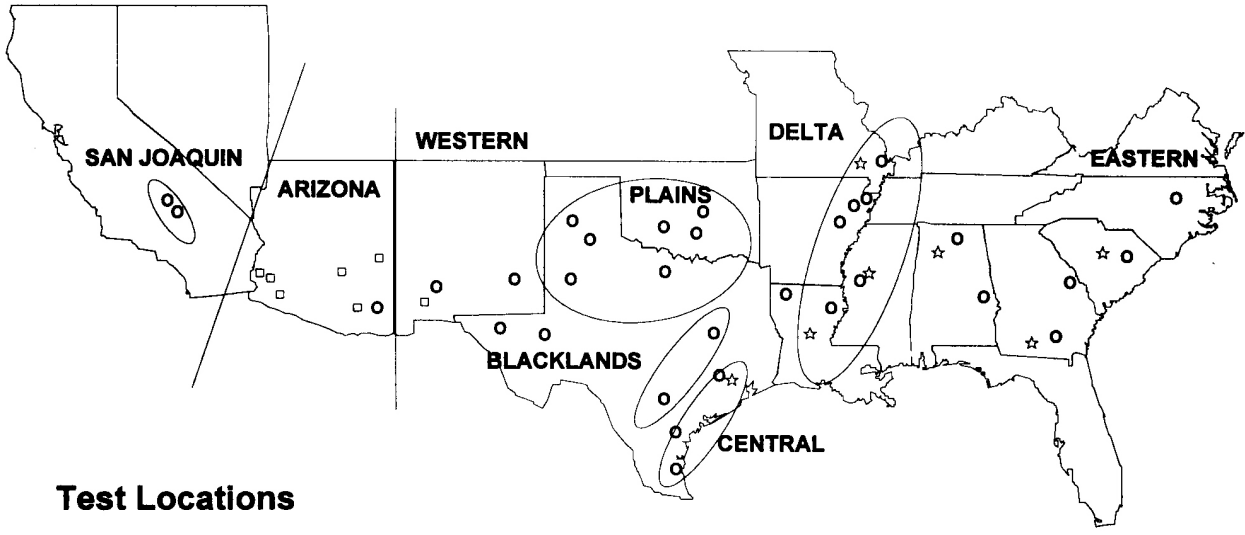 WESTERN
DELTA
SAN JOAQUIN
EASTERN
ARIZONA
PLAINS
BLACKLANDS
CENTRAL
Test Locations